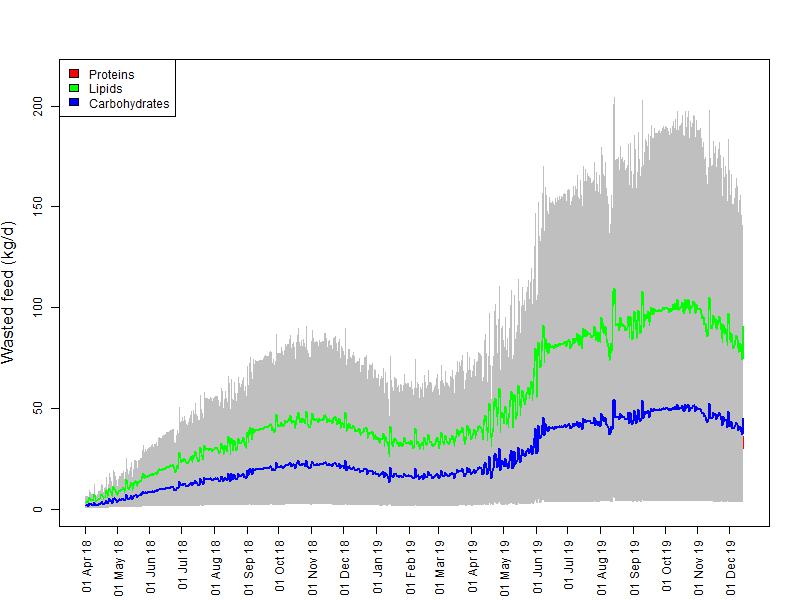 Proteins
Lipids
Carbohydrates
Wasted feed (kg/d)
200
150
100
50
0
01 Apr 18
01 May 18
01 Jun 18
01 Jul 18
01 Aug 18
01 Sep 18
01 Oct 18
01 Nov 18
01 Dec 18
01 Jan 19
01 Feb 19
01 Mar 19
01 Apr 19
01 May 19
01 Jun 19
01 Jul 19
01 Aug 19
01 Sep 19
01 Oct 19
01 Nov 19
01 Dec 19